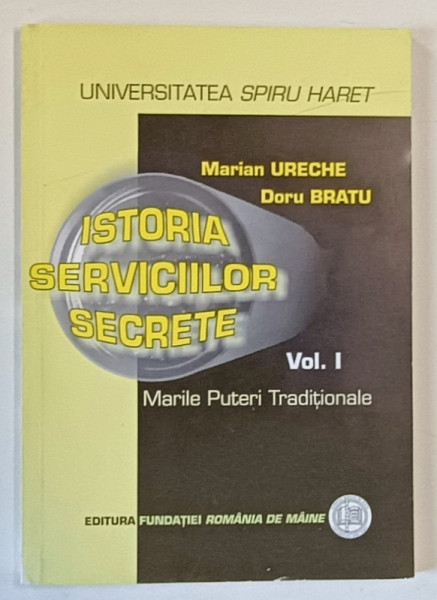 UNIVERSITATEA SPIRU HARET
Marian URECHE
Doru BRATU
ISTORIA
SERVICIILOR
SECRETE
Vol. I
Marile Puteri Tradiționale
EDITURA FUNDAȚIEI ROMÂNIA DE MÂINE